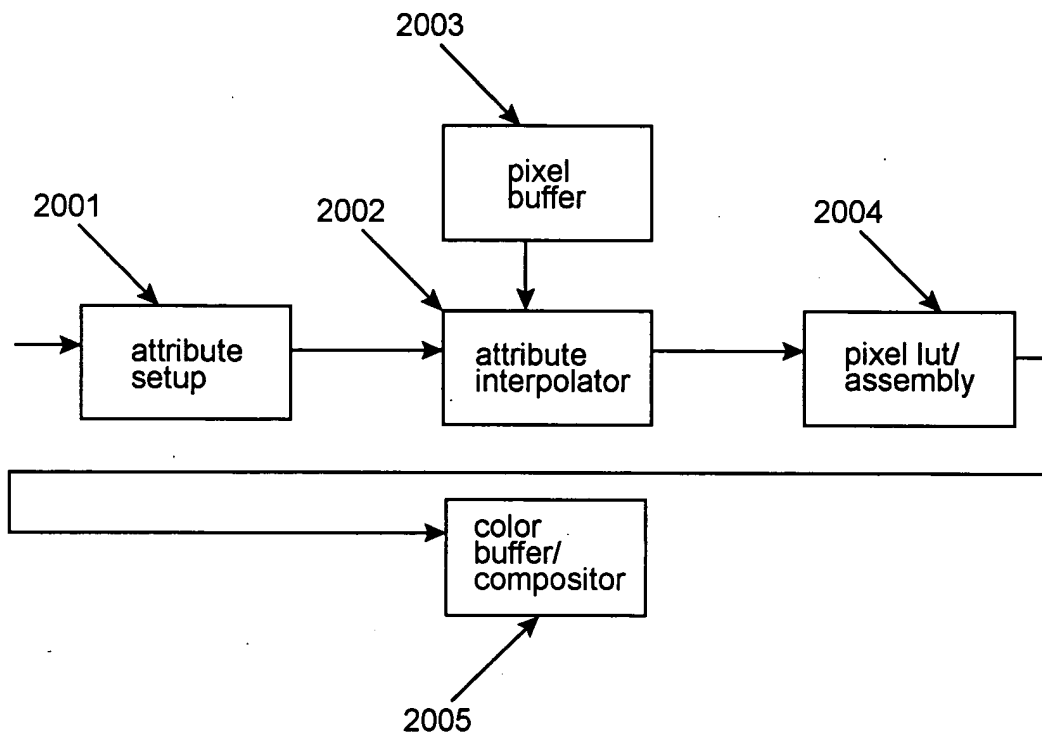 2003
pixel
buffer
2001
2002
2004
attribute
setup
attribute
interpolator
pixel lut/
assembly
color
buffer/
compositor
2005